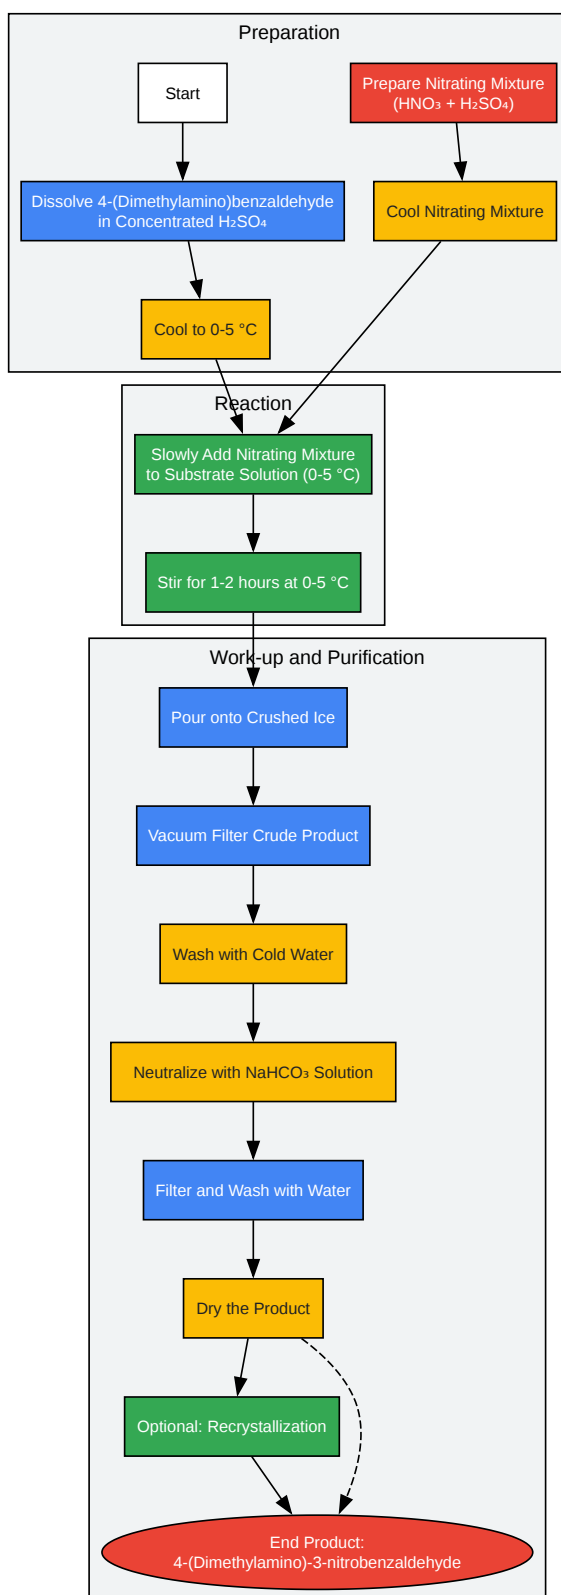 Preparation
Start
Prepare Nitrating Mixture
(HNO₃ + H₂SO₄)
Dissolve 4-(Dimethylamino)benzaldehyde
in Concentrated H₂SO₄
Cool Nitrating Mixture
Cool to 0-5 °C
Reaction
Slowly Add Nitrating Mixture
to Substrate Solution (0-5 °C)
Stir for 1-2 hours at 0-5 °C
Work-up and Purification
Pour onto Crushed Ice
Vacuum Filter Crude Product
Wash with Cold Water
Neutralize with NaHCO₃ Solution
Filter and Wash with Water
Dry the Product
Optional: Recrystallization
End Product:
4-(Dimethylamino)-3-nitrobenzaldehyde